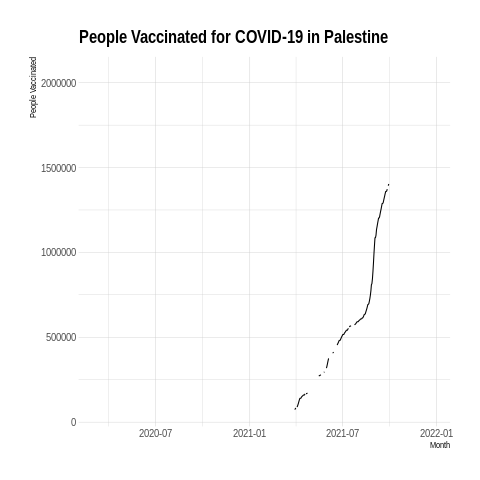 People Vaccinated for COVID-19 in Palestine
People Vaccinated
2000000
1500000
1000000
500000
0
2020-07 2021-01 2021-07 2022-01
Month